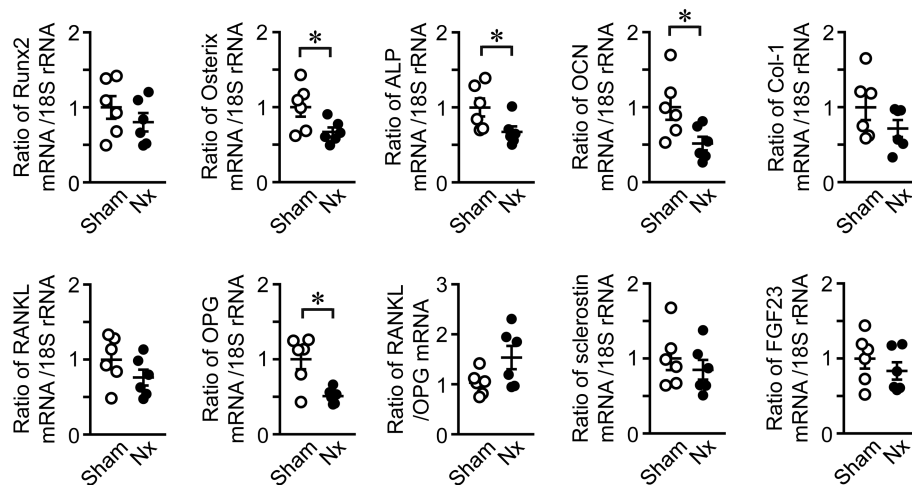 Ratio of Runx2
mRNA /18S rRNA
2
1
0
Sham
Nx
Ratio of Osterix
mRNA /18S rRNA
2
1
0
*
Sham
Nx
Ratio of ALP
mRNA /18S rRNA
2
1
0
*
Sham
Nx
Ratio of OCN
mRNA /18S rRNA
2
1
0
*
Sham
Nx
Ratio of Col-1
mRNA /18S rRNA
2
1
0
Sham
Nx
Ratio of RANKL
mRNA /18S rRNA
2
1
0
Sham
Nx
Ratio of OPG
mRNA /18S rRNA
2
1
0
*
Sham
Nx
Ratio of RANKL
/OPG mRNA
3
2
1
0
Sham
Nx
Ratio of sclerostin
mRNA /18S rRNA
2
1
0
Sham
Nx
Ratio of FGF23
mRNA /18S rRNA
2
1
0
Sham
Nx